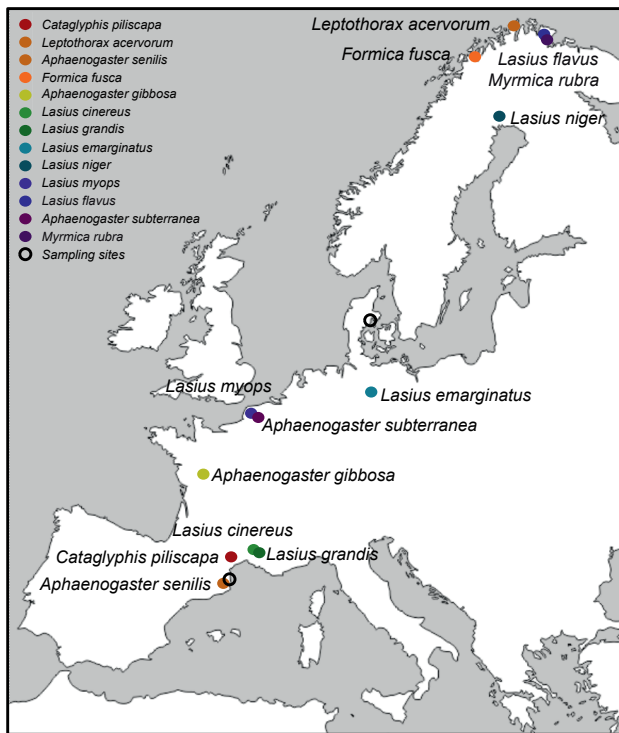 Cataglyphis piliscapa
Leptothorax acervorum
Aphaenogaster senilis
Formica fusca
Aphaenogaster gibbosa
Lasius cinereus
Lasius grandis
Lasius emarginatus
Lasius niger
Lasius myops
Lasius flavus
Aphaenogaster subterranea
Myrmica rubra
Sampling sites
Leptothorax acervorum
Formica fusca
Lasius flavus
Myrmica rubra
Lasius niger
Lasius myops
Lasius emarginatus
Aphaenogaster subterranea
Aphaenogaster gibbosa
Lasius cinereus
Cataglyphis piliscapa
Lasius grandis
Aphaenogaster senilis